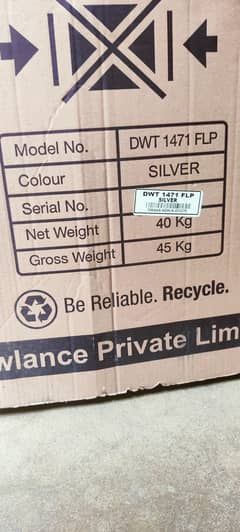 Model No. DWT 1471 FLP
Colour SILVER
Serial No. DWT 1471 FLP
SILVER
Net Weight 40 Kg
Gross Weight 45 Kg
Be Reliable. Recycle.
wlance Private Lim